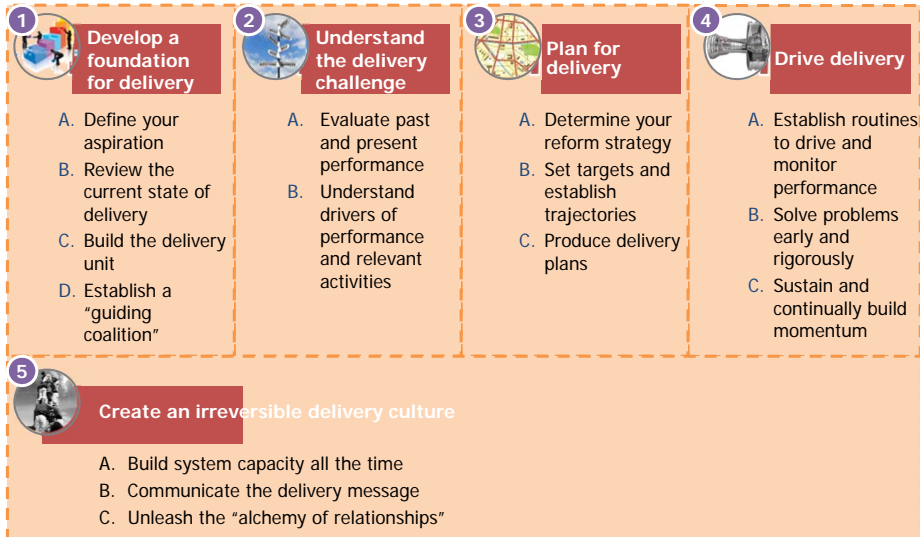 1
Develop a
foundation
for delivery
A. Define your
aspiration
B. Review the
current state of
delivery
C. Build the delivery
unit
D. Establish a
“guiding
coalition”
2
Understand
the delivery
challenge
A. Evaluate past
and present
performance
B. Understand
drivers of
performance
and relevant
activities
3
Plan for
delivery
A. Determine your
reform strategy
B. Set targets and
establish
trajectories
C. Produce delivery
plans
4
Drive delivery
A. Establish routines
to drive and
monitor
performance
B. Solve problems
early and
rigorously
C. Sustain and
continually build
momentum
5
Create an irreversible delivery culture
A. Build system capacity all the time
B. Communicate the delivery message
C. Unleash the “alchemy of relationships”